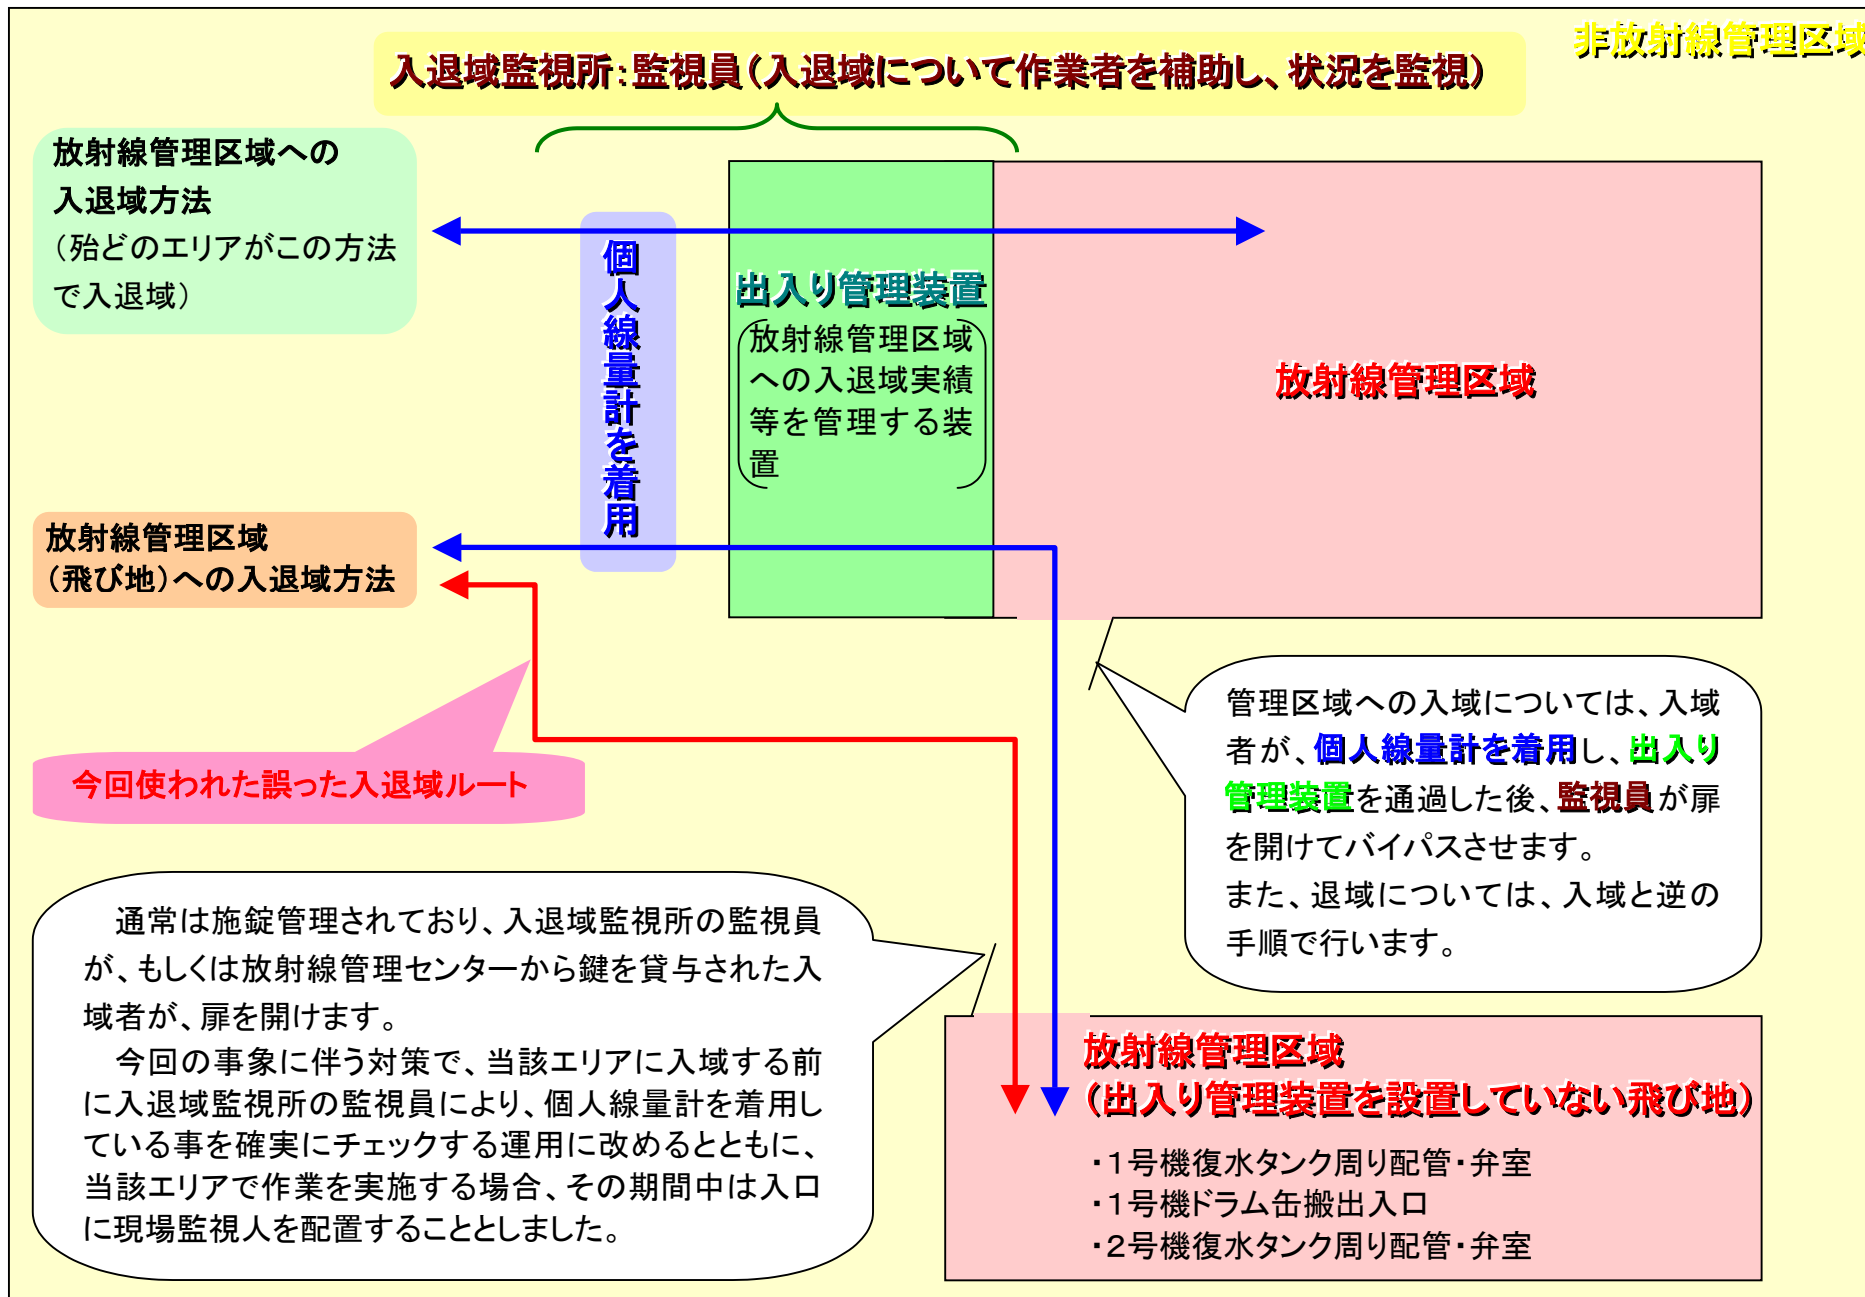 非放射線管理区域
入退域監視所：監視員（入退域について作業者を補助し、状況を監視）
放射線管理区域への
入退域方法
（殆どのエリアがこの方法
で入退域）
個人線量計を着用
出入り管理装置
放射線管理区域
への入退域実績
等を管理する装
置
放射線管理区域
放射線管理区域
（飛び地）への入退域方法
今回使われた誤った入退域ルート
管理区域への入域については、入域
者が、個人線量計を着用し、出入り
管理装置を通過した後、監視員が扉
を開けてバイパスさせます。
また、退域については、入域と逆の
手順で行います。
通常は施錠管理されており、入退域監視所の監視員
が、もしくは放射線管理センターから鍵を貸与された入
域者が、扉を開けます。
今回の事象に伴う対策で、当該エリアに入域する前
に入退域監視所の監視員により、個人線量計を着用し
ている事を確実にチェックする運用に改めるとともに、
当該エリアで作業を実施する場合、その期間中は入口
に現場監視人を配置することとしました。
放射線管理区域
（出入り管理装置を設置していない飛び地）
・１号機復水タンク周り配管・弁室
・１号機ドラム缶搬出入口
・２号機復水タンク周り配管・弁室